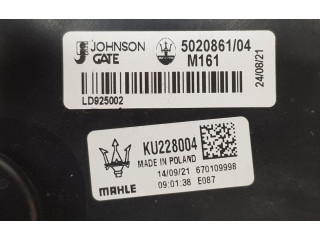 JOHNSON
GATE
5020861/04
M161
24/08/21
LD925002
KU228004
MADE IN POLAND
14/09/21 670109998
09:01:38 E087
MAHLE